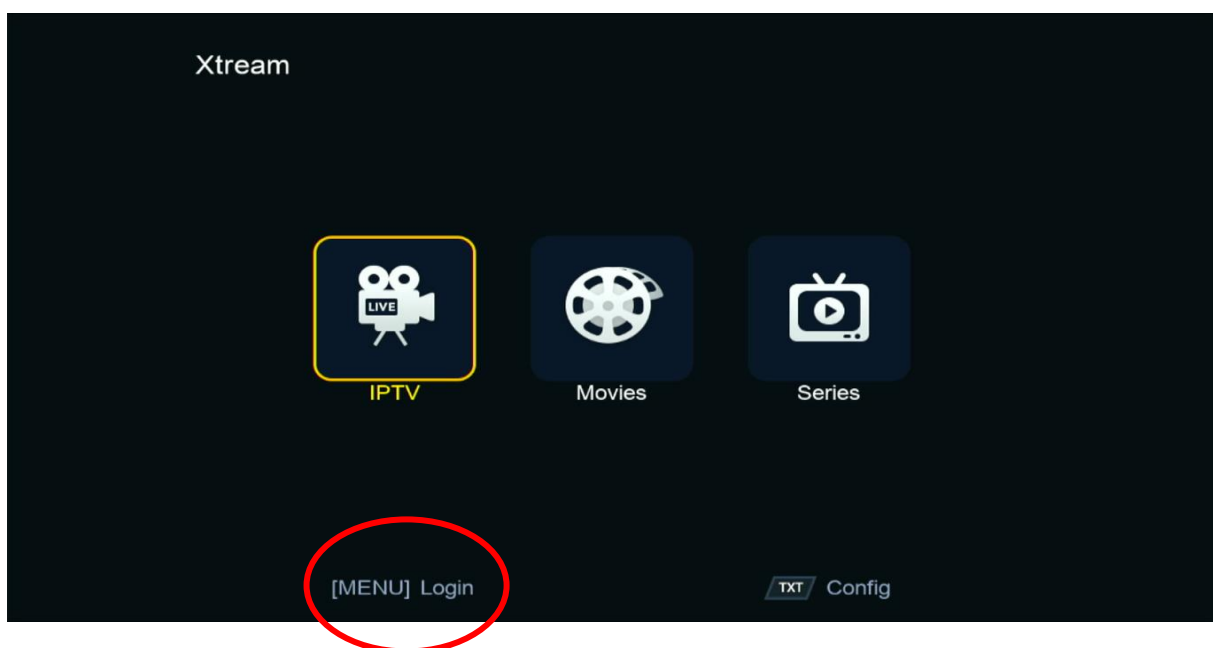 Xtream
LIVE
IPTV
Movies
Series
[MENU] Login
TXT Config